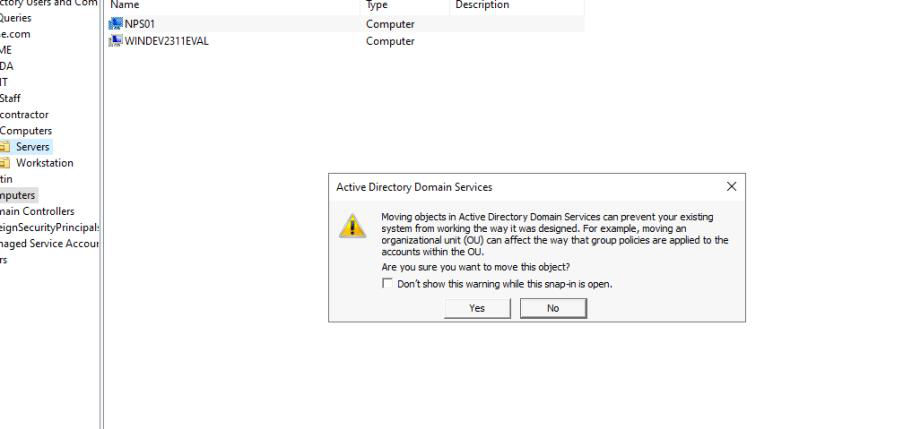 ctory Users and Com
Queries
e.com
ME
DA
IT
Staff
contractor
Computers
Servers
Workstation
tin
mputers
main Controllers
eignSecurityPrincipals
naged Service Accour
rs
Name Type Description
NPS01 Computer
WINDEV2311EVAL Computer
Active Directory Domain Services
Moving objects in Active Directory Domain Services can prevent your existing
system from working the way it was designed. For example, moving an
organizational unit (OU) can affect the way that group policies are applied to the
accounts within the OU.
Are you sure you want to move this object?
Don't show this warning while this snap-in is open.
Yes No